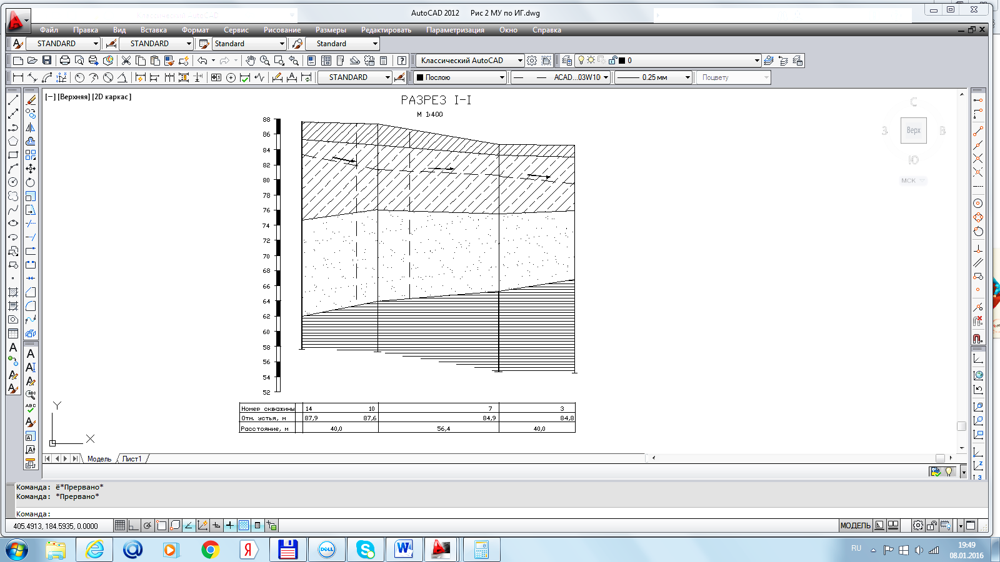 AutoCAD 2012 Рис 2 МУ по ИГ.dwg
Файл Правка Вид Вставка Формат Сервис Рисование Размеры Редактировать Параметризация Окно Справка
STANDARD STANDARD Standard Standard
Классический AutoCAD 0
STANDARD Послою ACAD...03W10 0.25 мм Поцвету
[−] [Верхняя] [2D каркас]
РАЗРЕЗ I-I
М 1:400
С
З Верх В
Ю
МСК
88
86
84
82
80
78
76
74
72
70
68
66
64
62
60
58
56
54
52
Номер скважины 14 10 7 3
Отм. устья, м 87,9 87,6 84,9 84,8
Расстояние, м 40,0 56,4 40,0
Y
X
Модель Лист1
Команда: ё*Прервано*
Команда: *Прервано*
Команда:
405.4913, 184.5935, 0.0000 МОДЕЛЬ
RU 19:49
08.01.2016